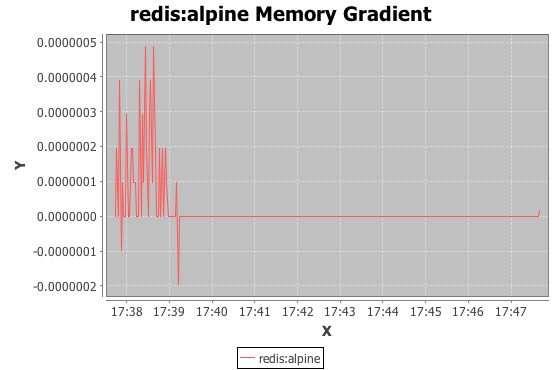 redis:alpine Memory Gradient
0.0000005
0.0000004
0.0000003
0.0000002
0.0000001
0.0000000
-0.0000001
-0.0000002
Y
17:38 17:39 17:40 17:41 17:42 17:43 17:44 17:45 17:46 17:47
X
redis:alpine